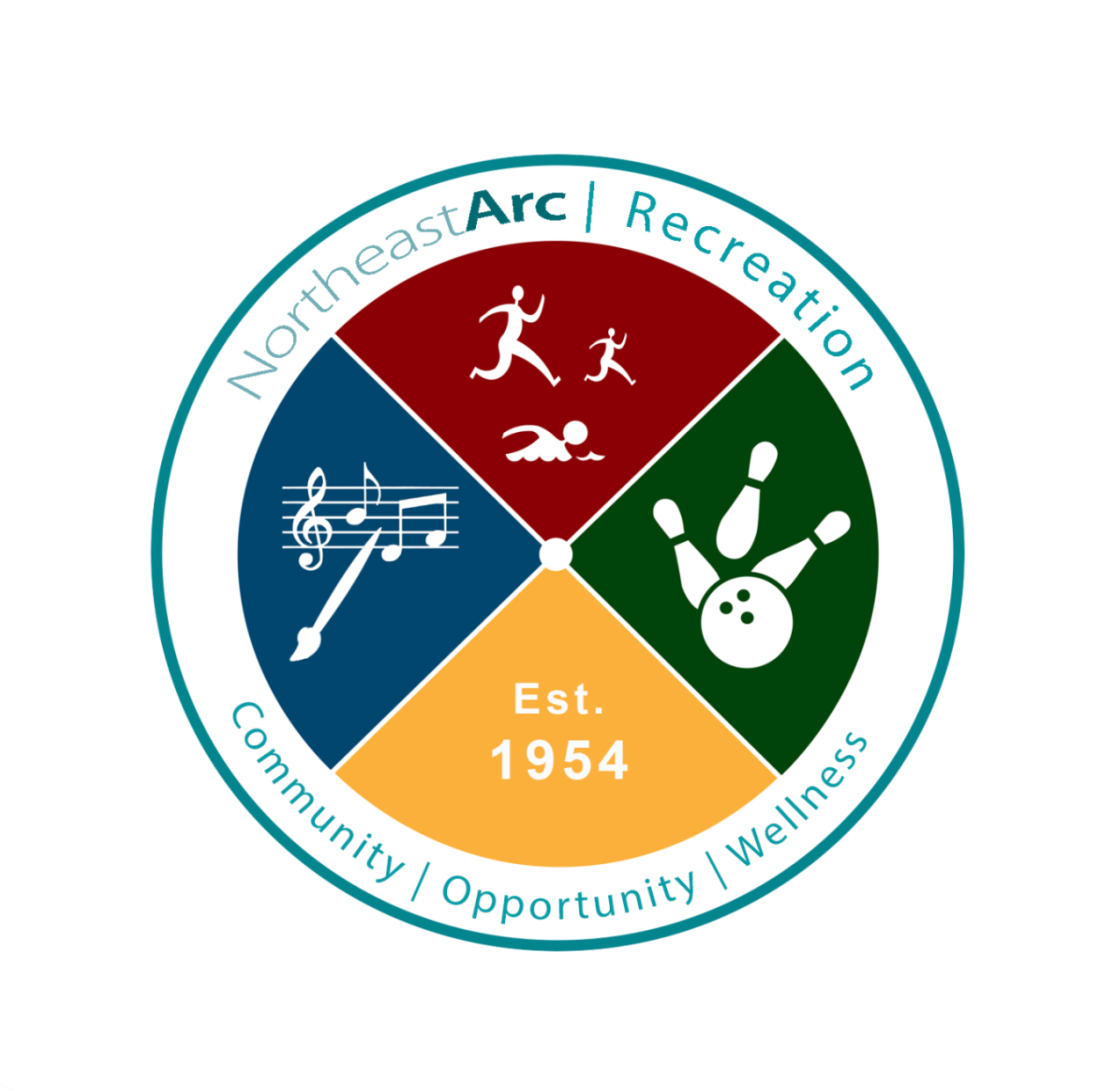 NortheastArc | Recreation
Est.
1954
Community | Opportunity | Wellness